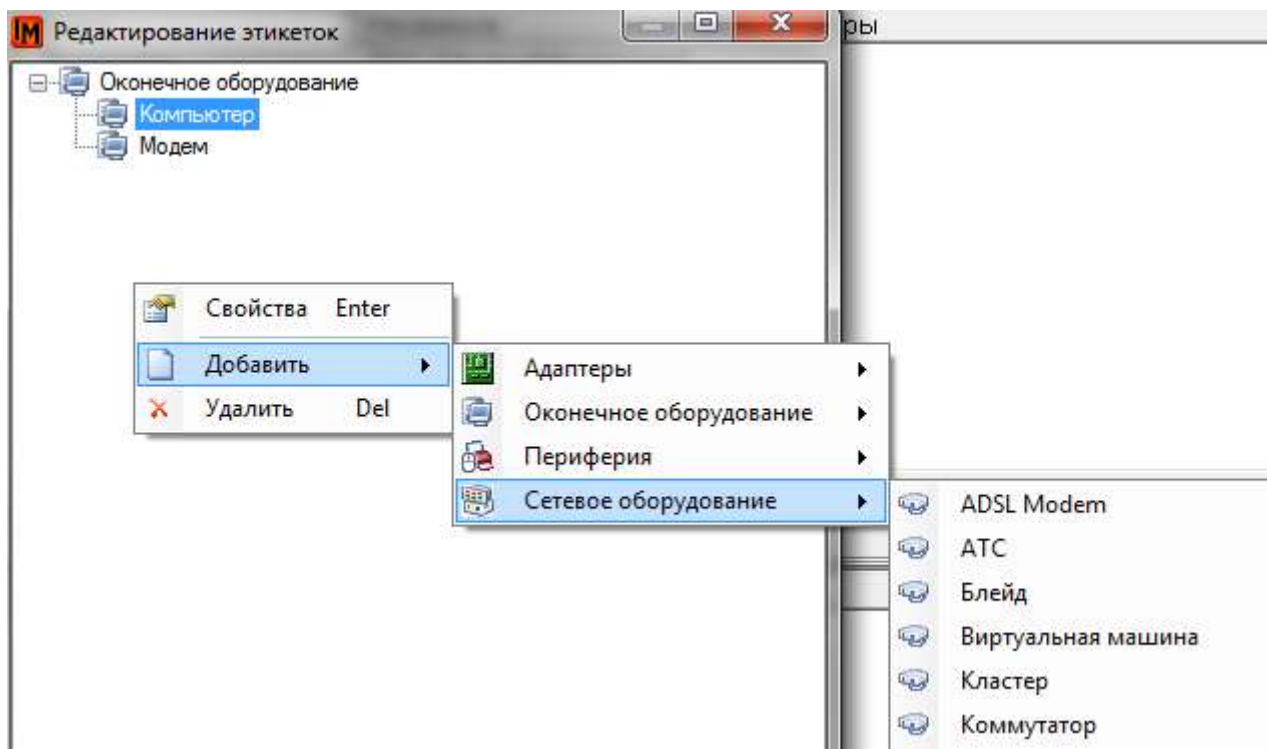 IM Редактирование этикеток
ры
Оконечное оборудование
Компьютер
Модем
Свойства Enter
Добавить
Удалить Del
Адаптеры
Оконечное оборудование
Периферия
Сетевое оборудование
ADSL Modem
АТС
Блейд
Виртуальная машина
Кластер
Коммутатор